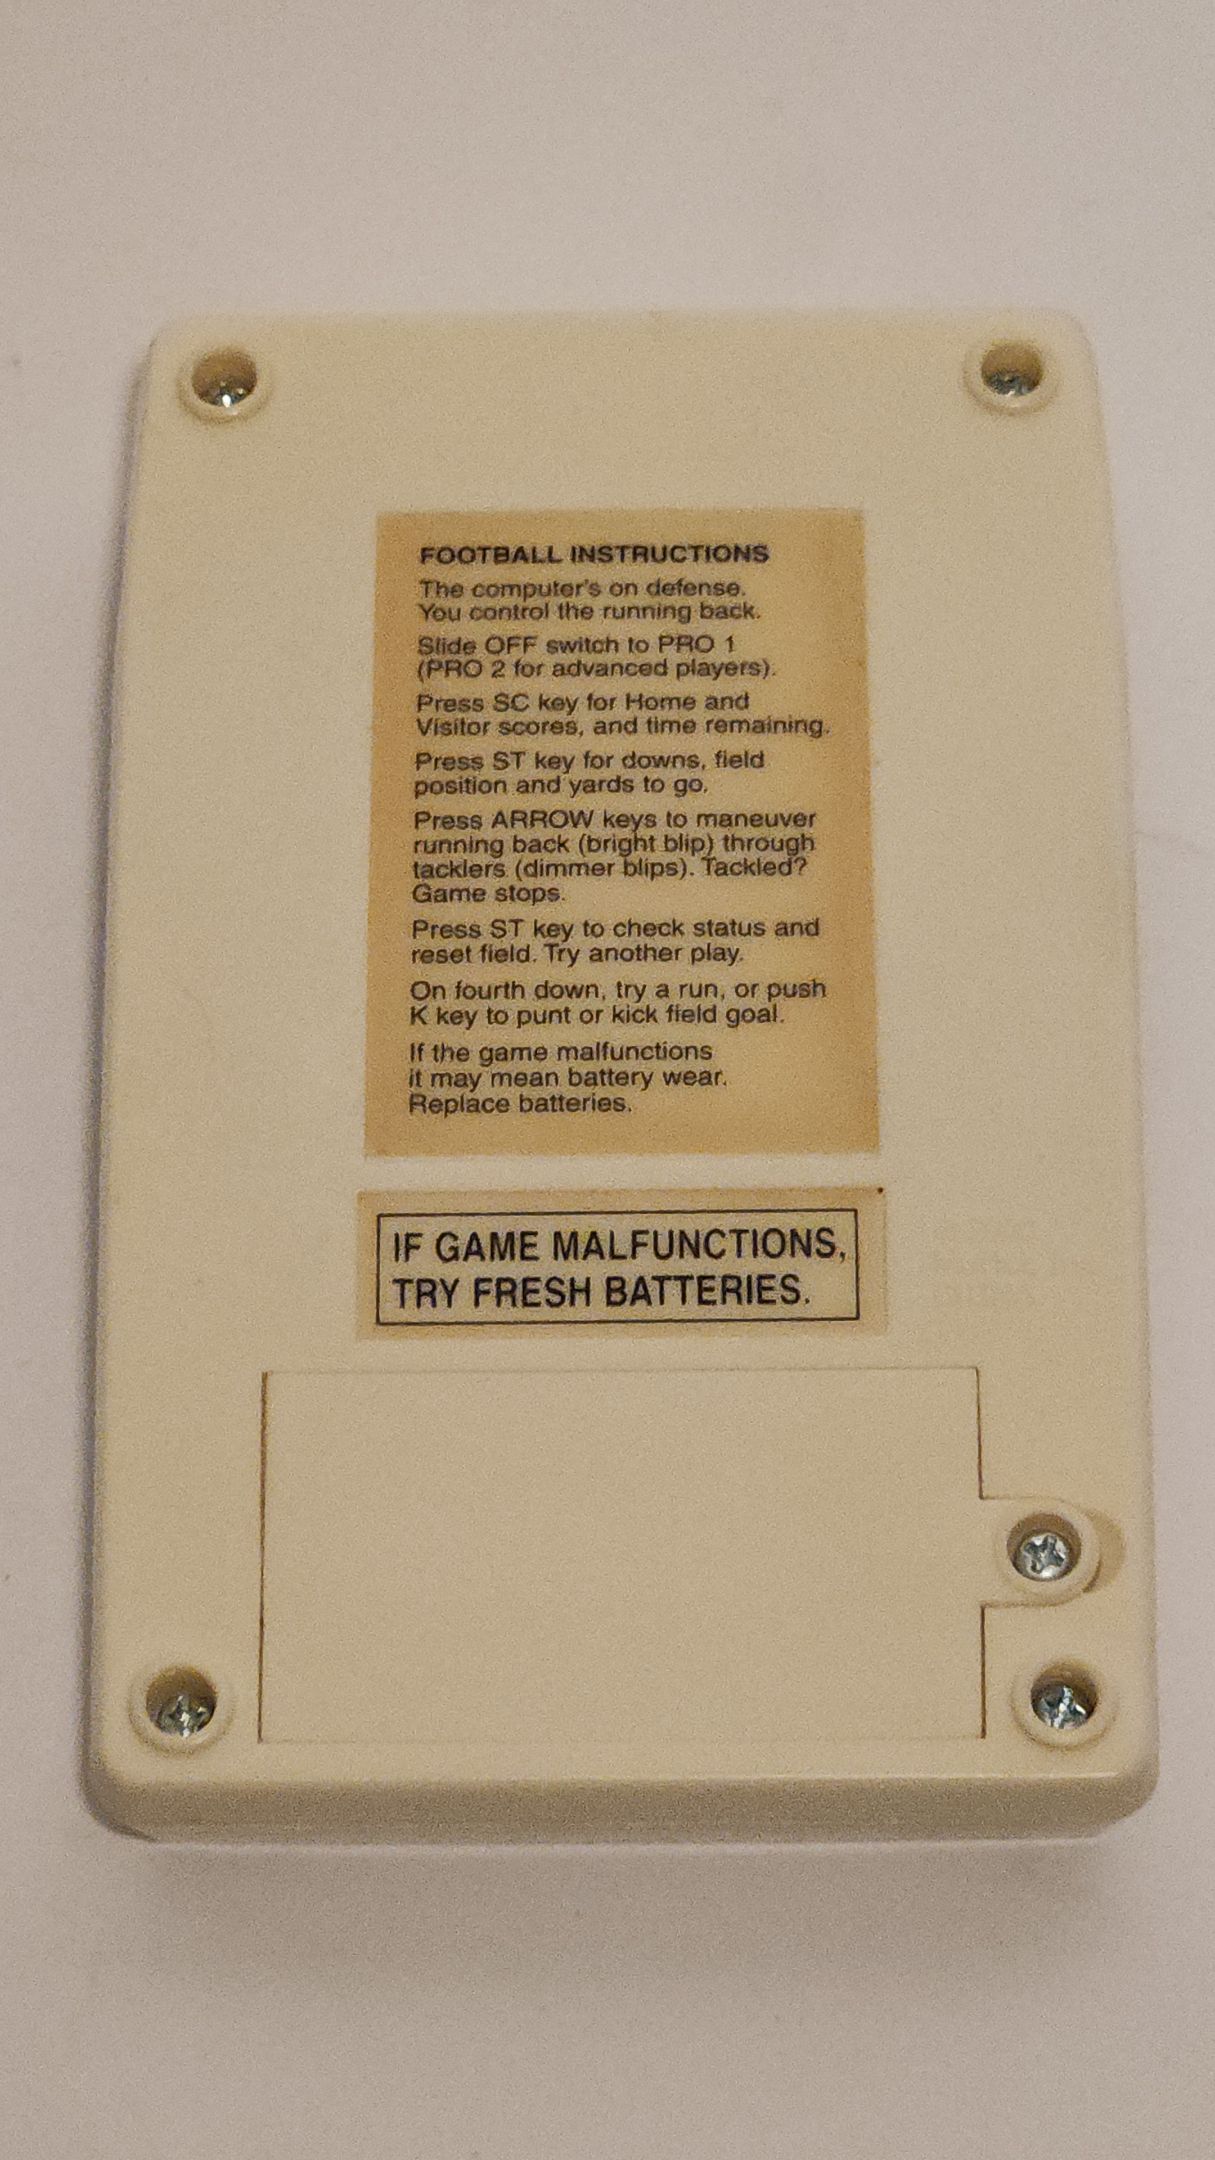 FOOTBALL INSTRUCTIONS
The computer's on defense.
You control the running back.
Slide OFF switch to PRO 1
(PRO 2 for advanced players).
Press SC key for Home and
Visitor scores, and time remaining.
Press ST key for downs, field
position and yards to go.
Press ARROW keys to maneuver
running back (bright blip) through
tacklers (dimmer blips). Tackled?
Game stops.
Press ST key to check status and
reset field. Try another play.
On fourth down, try a run, or push
K key to punt or kick field goal.
If the game malfunctions
it may mean battery wear.
Replace batteries.
IF GAME MALFUNCTIONS,
TRY FRESH BATTERIES.